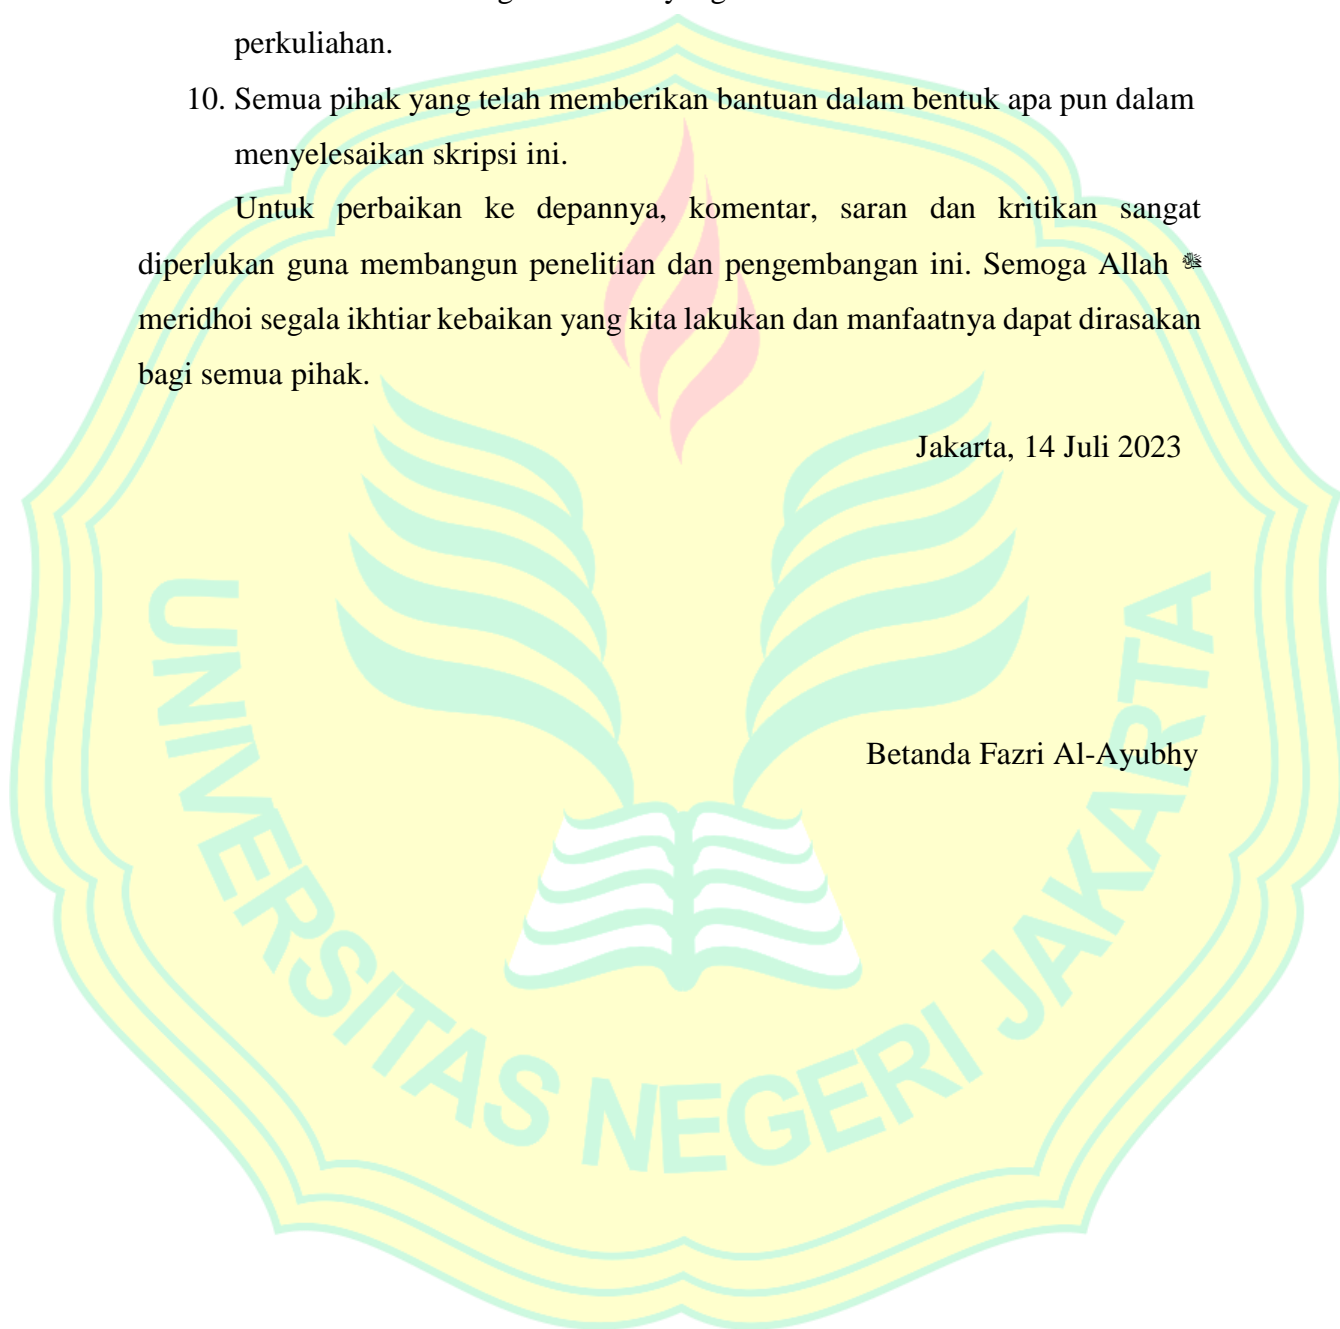 perkuliahan.
10. Semua pihak yang telah memberikan bantuan dalam bentuk apa pun dalam
menyelesaikan skripsi ini.
Untuk perbaikan ke depannya, komentar, saran dan kritikan sangat
diperlukan guna membangun penelitian dan pengembangan ini. Semoga Allah
meridhoi segala ikhtiar kebaikan yang kita lakukan dan manfaatnya dapat dirasakan
bagi semua pihak.
Jakarta, 14 Juli 2023
Betanda Fazri Al-Ayubhy
UNIVERSITAS NEGERI JAKARTA